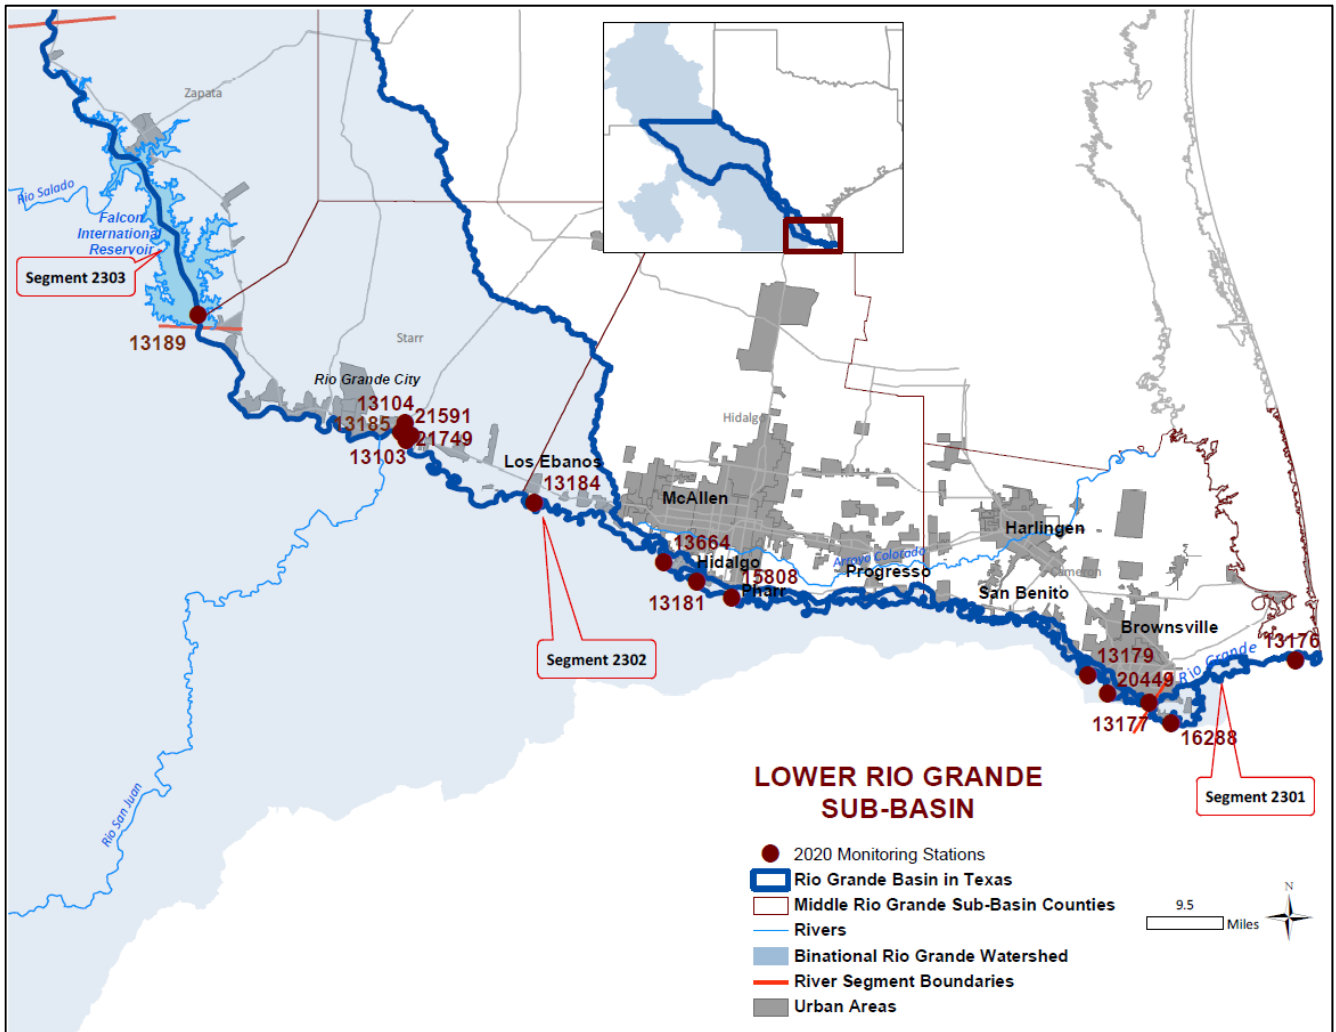 Zapata
Rio Salado
Falcon
International
Reservoir
Segment 2303
13189
Starr
Rio Grande City
13104
21591
13185
21749
13103
Los Ebanos
13184
Hidalgo
McAllen
Harlingen
13664
Arroyo Colorado
Hidalgo
15808
Progresso
Cameron
13181
Pharr
San Benito
Brownsville
Segment 2302
13179
Rio Grande
13176
20449
13177
16288
Segment 2301
Rio San Juan
LOWER RIO GRANDE
SUB-BASIN
2020 Monitoring Stations
Rio Grande Basin in Texas
Middle Rio Grande Sub-Basin Counties
Rivers
Binational Rio Grande Watershed
River Segment Boundaries
Urban Areas
N
9.5
Miles